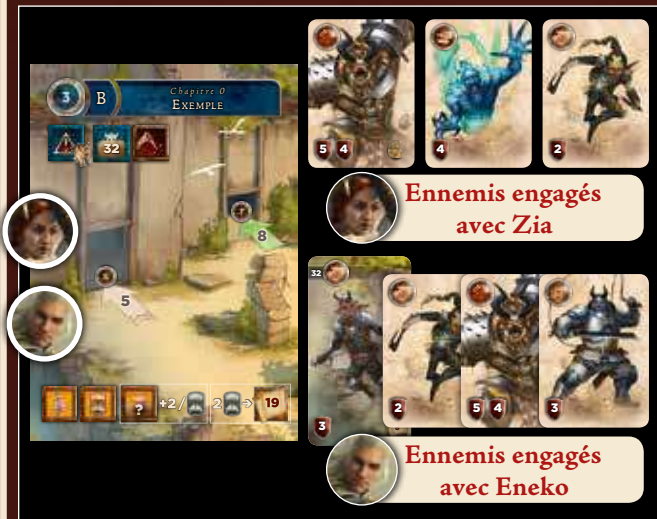 3 B Chapitre 0
EXEMPLE
32
8
5
? +2/ 2 19
5 4
4
2
Ennemis engagés
avec Zia
32
3
2
5 4
3
Ennemis engagés
avec Eneko